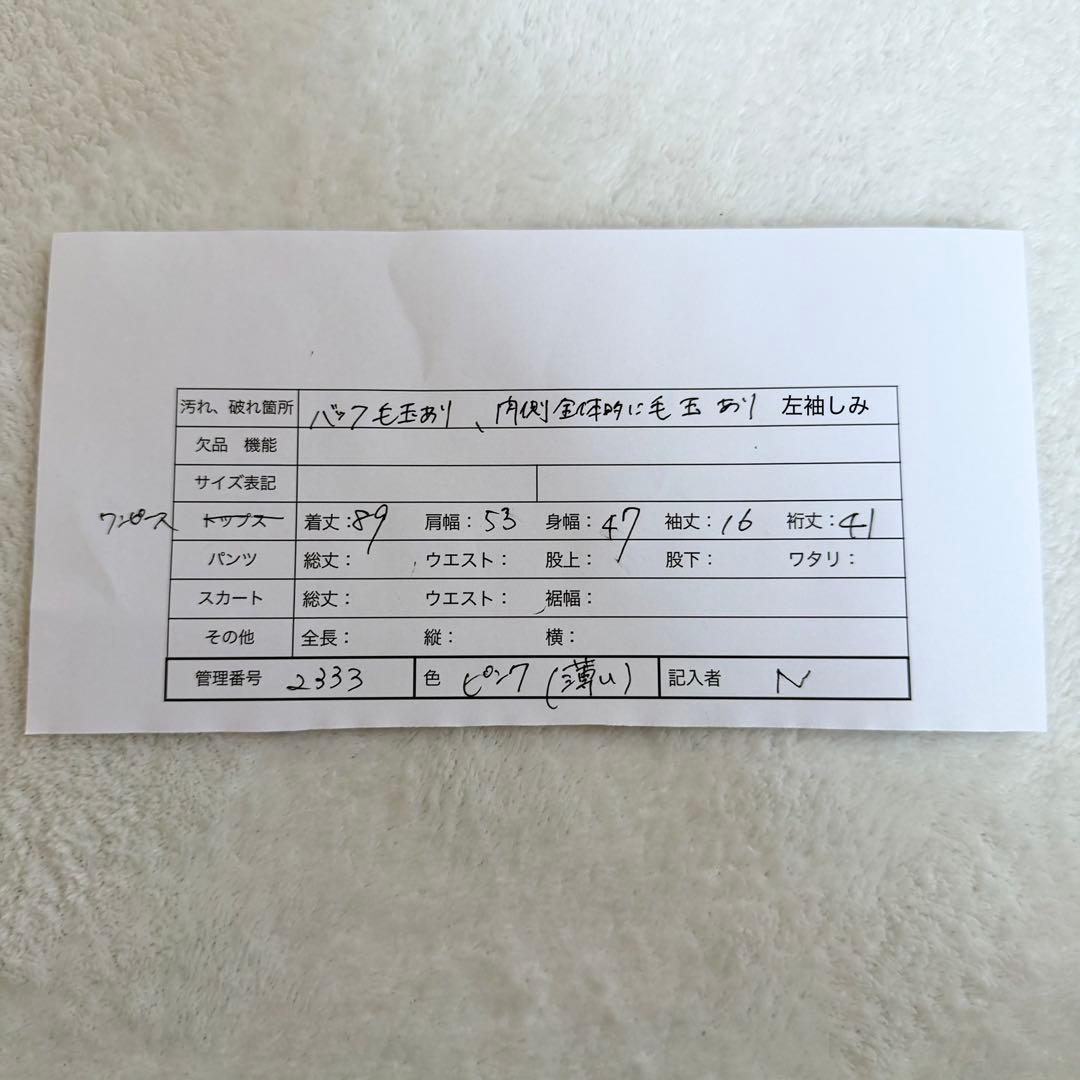 汚れ、破れ箇所 バック毛玉あり、内側全体的に毛玉あり 左袖しみ
欠品 機能
サイズ表記
ワンピース トップス 着丈:89 肩幅:53 身幅:47 袖丈:16 裄丈:41
パンツ 総丈: ウエスト: 股上: 股下: ワタリ:
スカート 総丈: ウエスト: 裾幅:
その他 全長: 縦: 横:
管理番号 2333 色 ピンク(薄い) 記入者 N